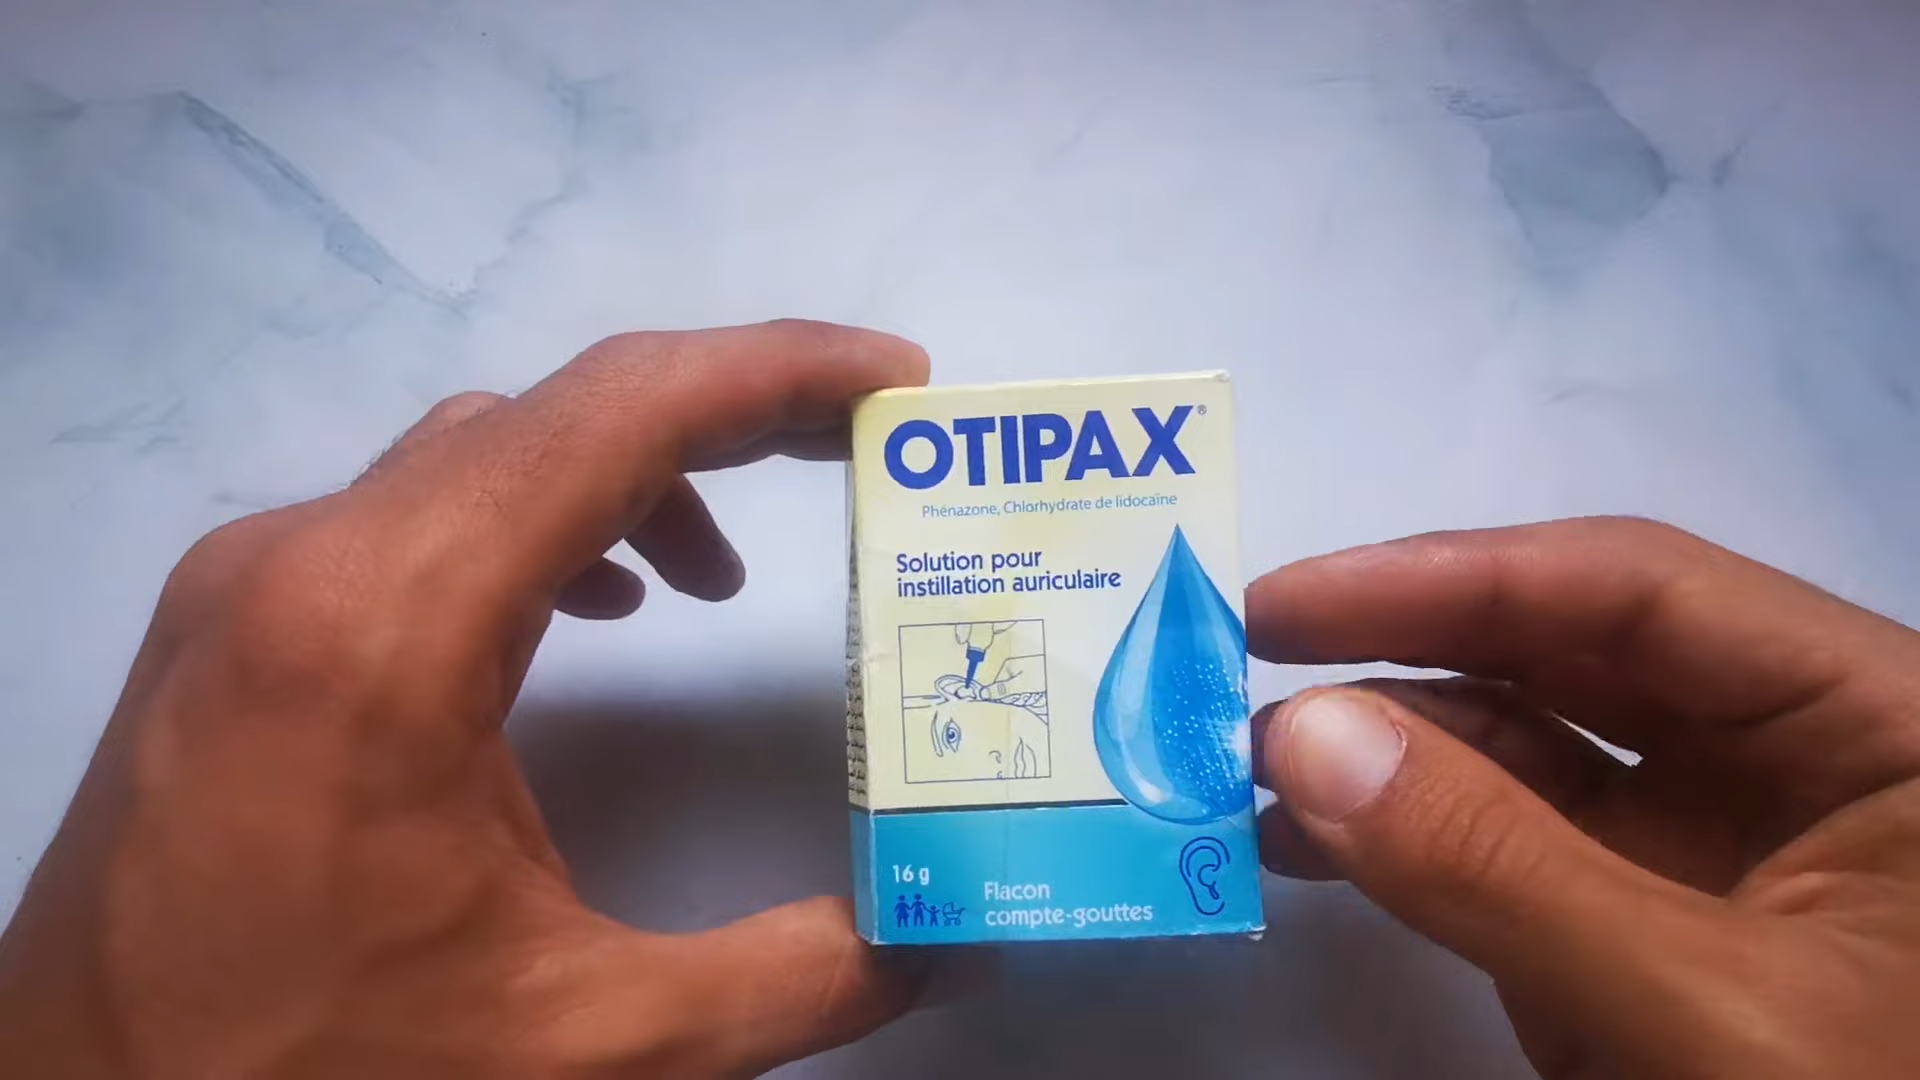 OTIPAX®
Phénazone, Chlorhydrate de lidocaïne
Solution pour
instillation auriculaire
16 g
Flacon
compte-gouttes